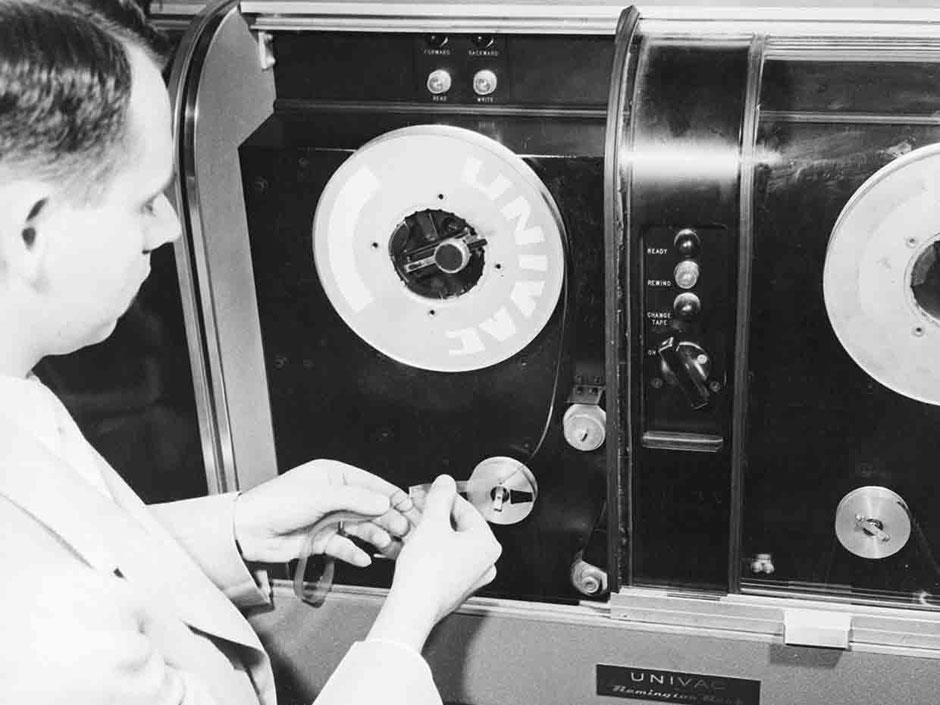 FORWARD BACKWARD
READ WRITE
UNIVAC
READY
REWIND
CHANGE
TAPE
ON
UNIVAC
Remington Rand